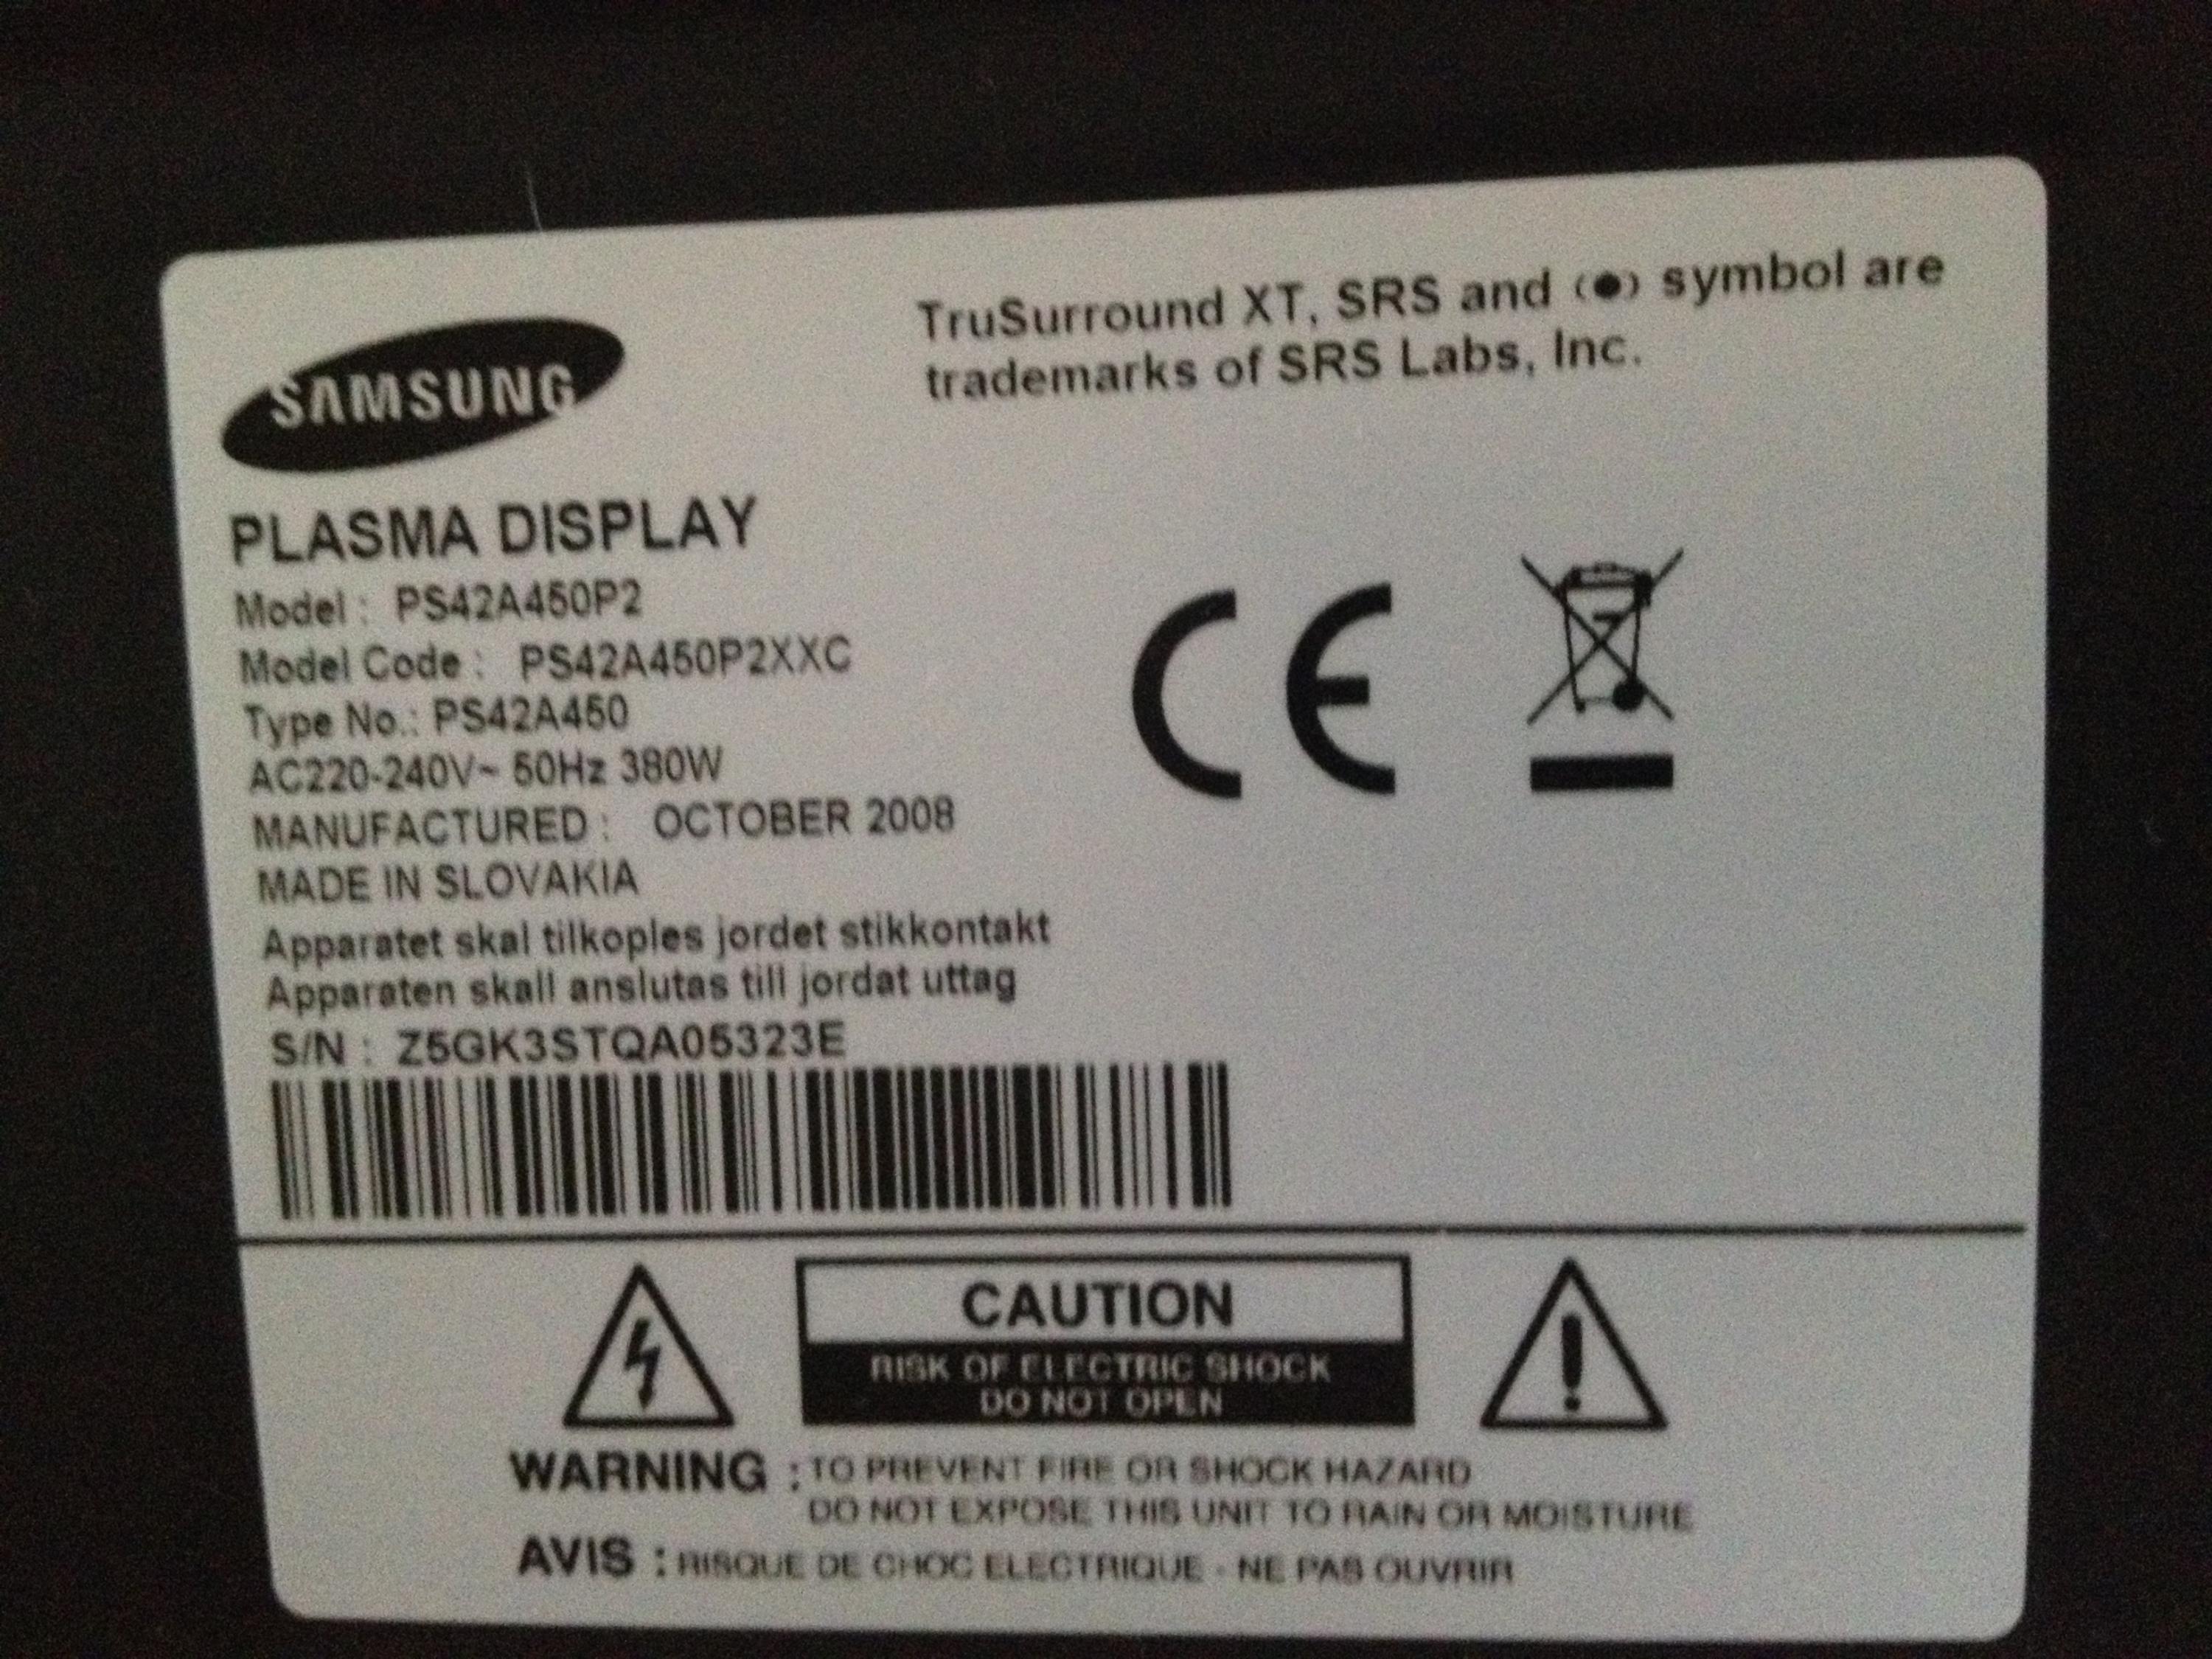 SAMSUNG
TruSurround XT, SRS and (●) symbol are
trademarks of SRS Labs, Inc.
PLASMA DISPLAY
Model : PS42A450P2
Model Code : PS42A450P2XXC
Type No.: PS42A450
AC220-240V~ 50Hz 380W
MANUFACTURED : OCTOBER 2008
MADE IN SLOVAKIA
Apparatet skal tilkoples jordet stikkontakt
Apparaten skall anslutas till jordat uttag
S/N : Z5GK3STQA05323E
CE
CAUTION
RISK OF ELECTRIC SHOCK
DO NOT OPEN
WARNING : TO PREVENT FIRE OR SHOCK HAZARD
DO NOT EXPOSE THIS UNIT TO RAIN OR MOISTURE
AVIS : RISQUE DE CHOC ELECTRIQUE - NE PAS OUVRIR